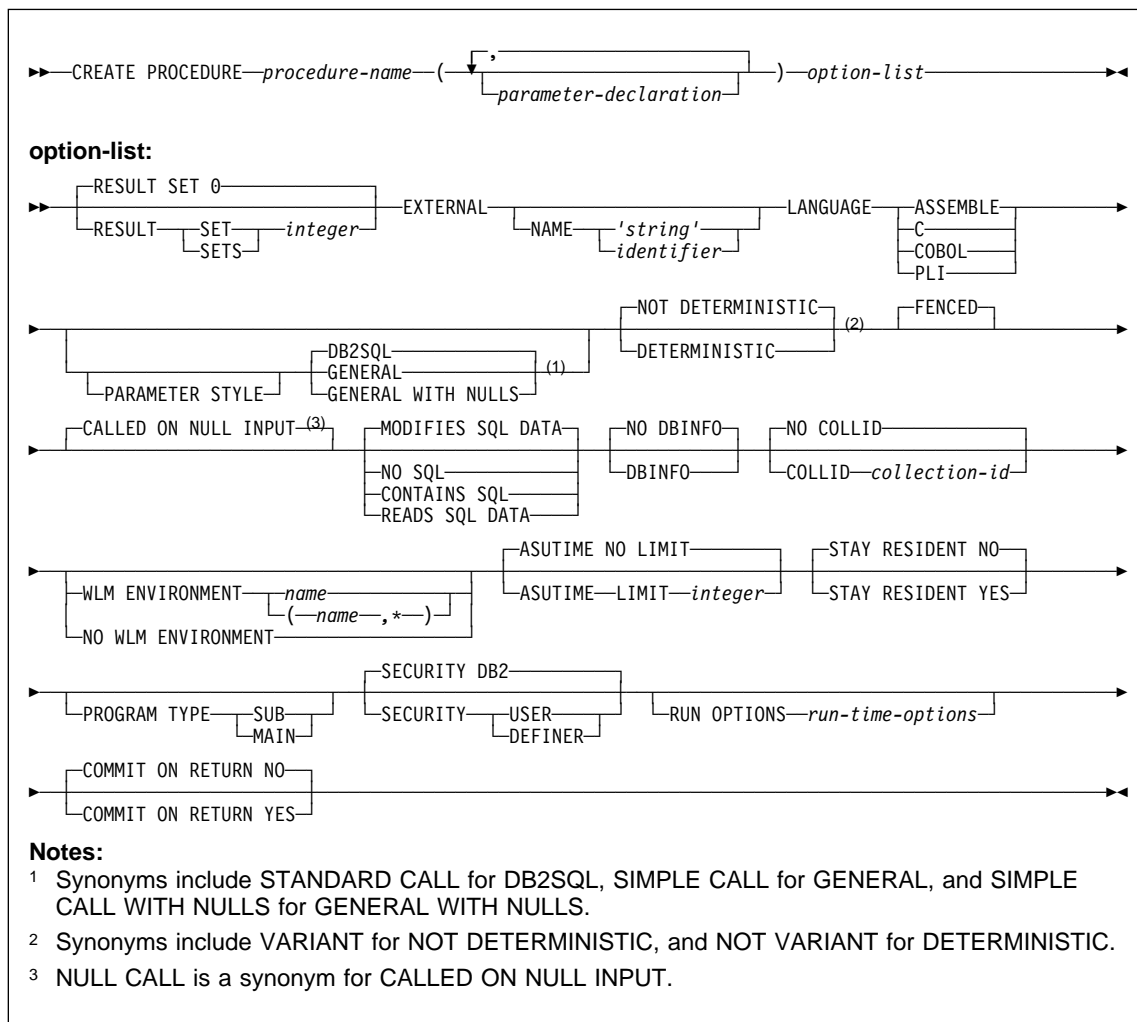 ,
CREATE PROCEDURE procedure-name ( ) option-list
parameter-declaration
option-list:
RESULT SET 0
EXTERNAL LANGUAGE ASSEMBLE
RESULT SET integer NAME 'string' C
SETS identifier COBOL
PLI
NOT DETERMINISTIC FENCED
DB2SQL (2)
DETERMINISTIC
GENERAL (1)
PARAMETER STYLE GENERAL WITH NULLS
CALLED ON NULL INPUT (3) MODIFIES SQL DATA NO DBINFO NO COLLID
NO SQL DBINFO COLLID collection-id
CONTAINS SQL
READS SQL DATA
ASUTIME NO LIMIT STAY RESIDENT NO
WLM ENVIRONMENT name ASUTIME LIMIT integer STAY RESIDENT YES
( name ,* )
NO WLM ENVIRONMENT
SECURITY DB2
PROGRAM TYPE SUB SECURITY USER RUN OPTIONS run-time-options
MAIN DEFINER
COMMIT ON RETURN NO
COMMIT ON RETURN YES
Notes:
1 Synonyms include STANDARD CALL for DB2SQL, SIMPLE CALL for GENERAL, and SIMPLE
CALL WITH NULLS for GENERAL WITH NULLS.
2 Synonyms include VARIANT for NOT DETERMINISTIC, and NOT VARIANT for DETERMINISTIC.
3 NULL CALL is a synonym for CALLED ON NULL INPUT.